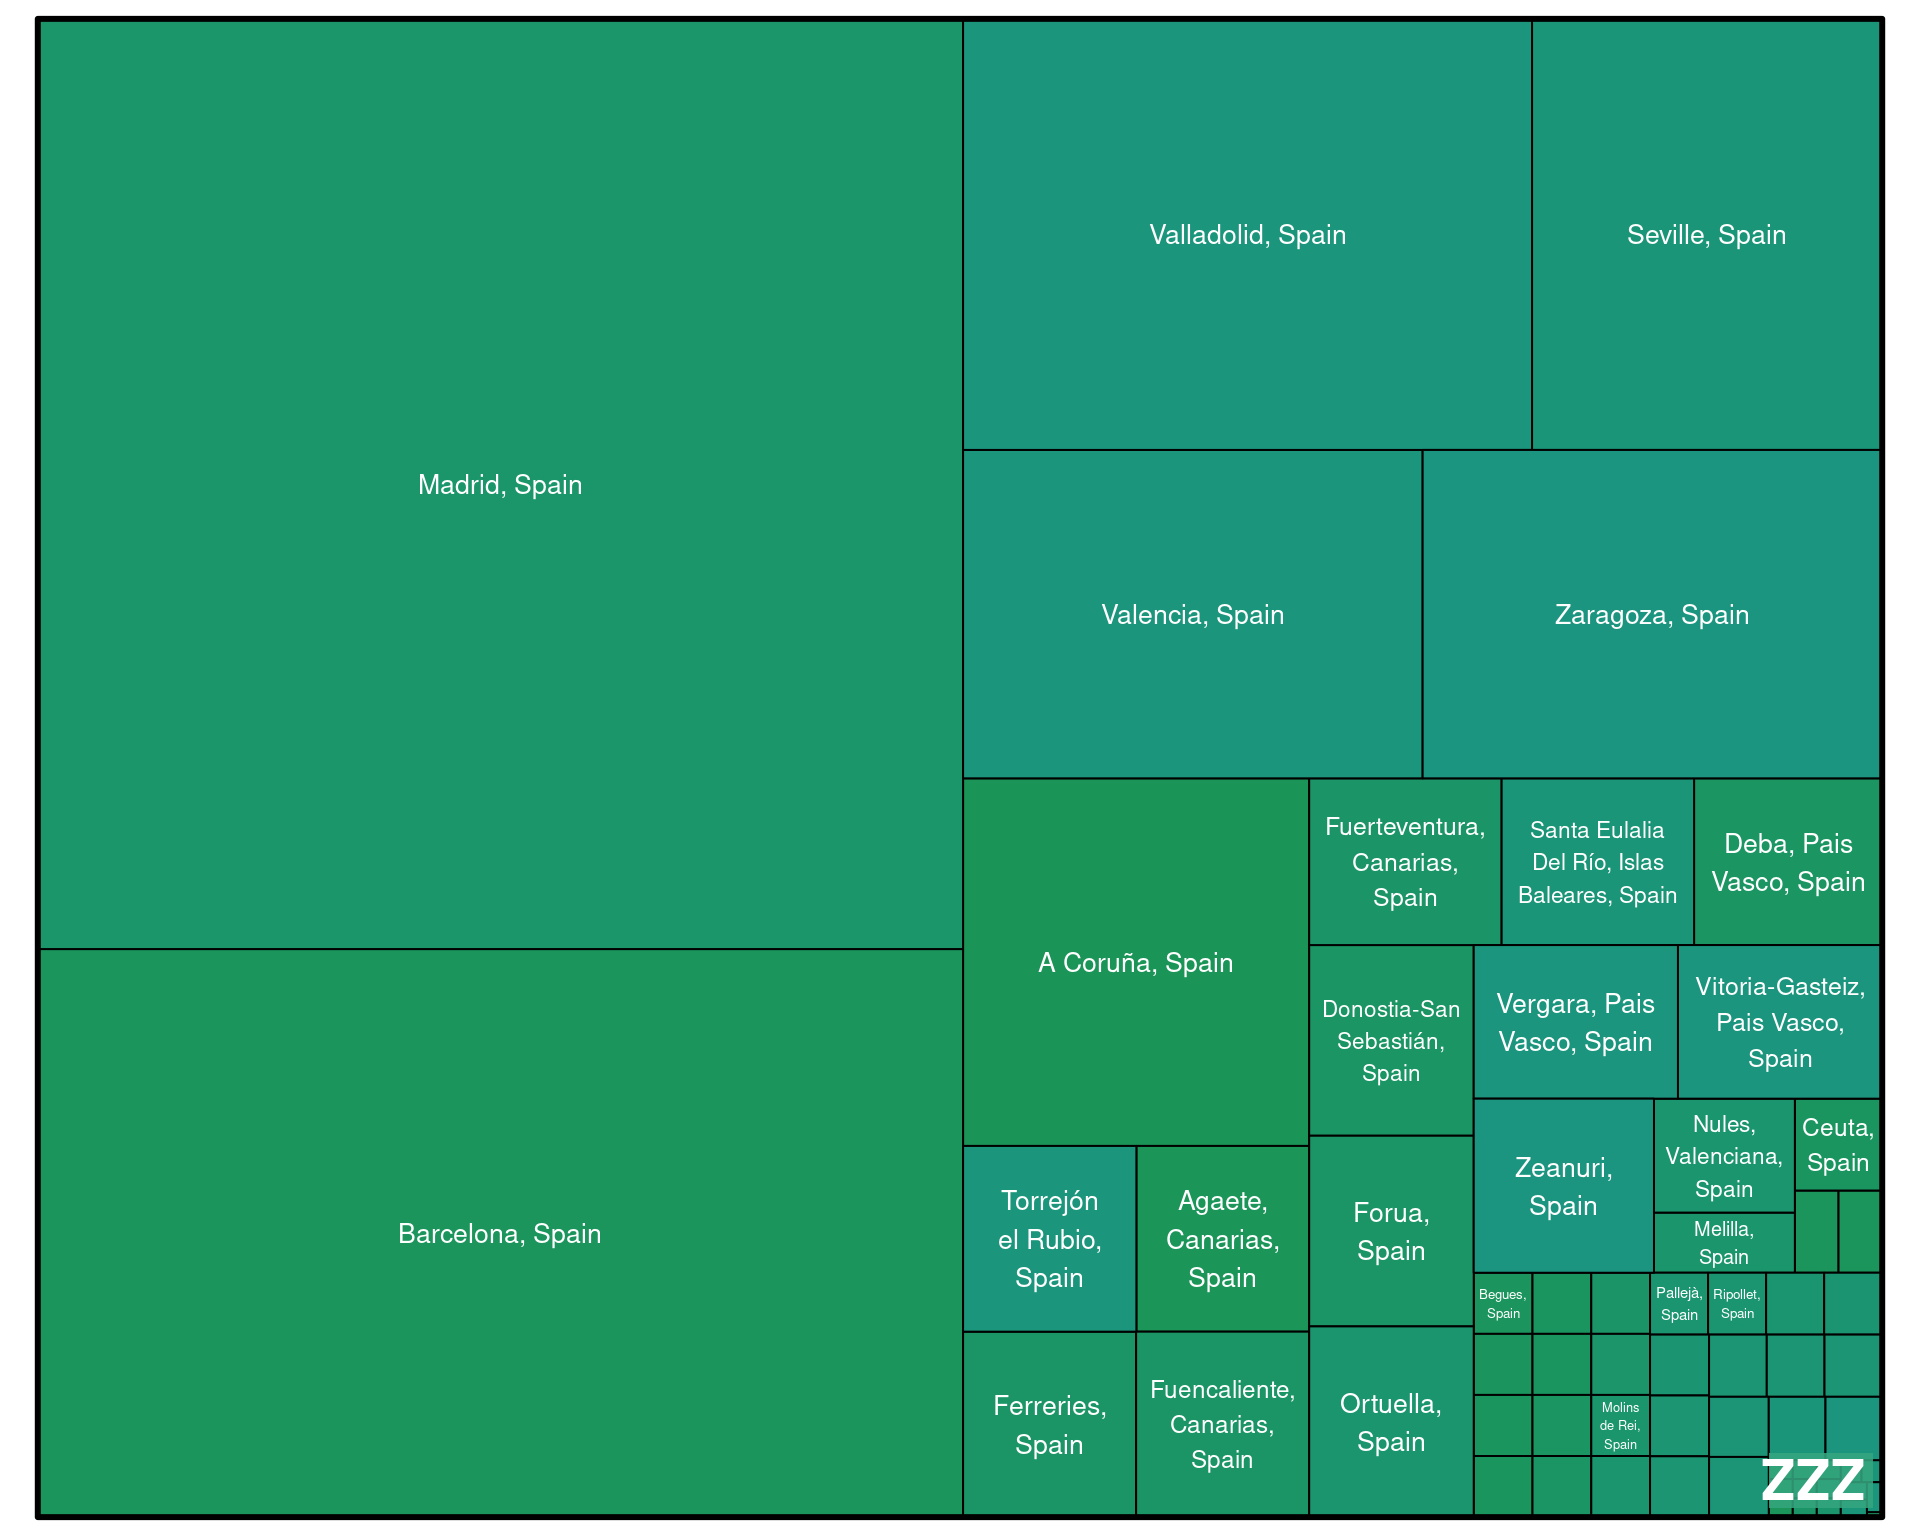 Madrid, Spain
Barcelona, Spain
Valladolid, Spain
Seville, Spain
Valencia, Spain
Zaragoza, Spain
A Coruña, Spain
Fuerteventura,
Canarias,
Spain
Santa Eulalia
Del Río, Islas
Baleares, Spain
Deba, Pais
Vasco, Spain
Donostia-San
Sebastián,
Spain
Vergara, Pais
Vasco, Spain
Vitoria-Gasteiz,
Pais Vasco,
Spain
Zeanuri,
Spain
Nules,
Valenciana,
Spain
Ceuta,
Spain
Melilla,
Spain
Torrejón
el Rubio,
Spain
Agaete,
Canarias,
Spain
Forua,
Spain
Ferreries,
Spain
Fuencaliente,
Canarias,
Spain
Ortuella,
Spain
Begues,
Spain
Pallejà,
Spain
Ripollet,
Spain
Molins
de Rei,
Spain
ZZZ